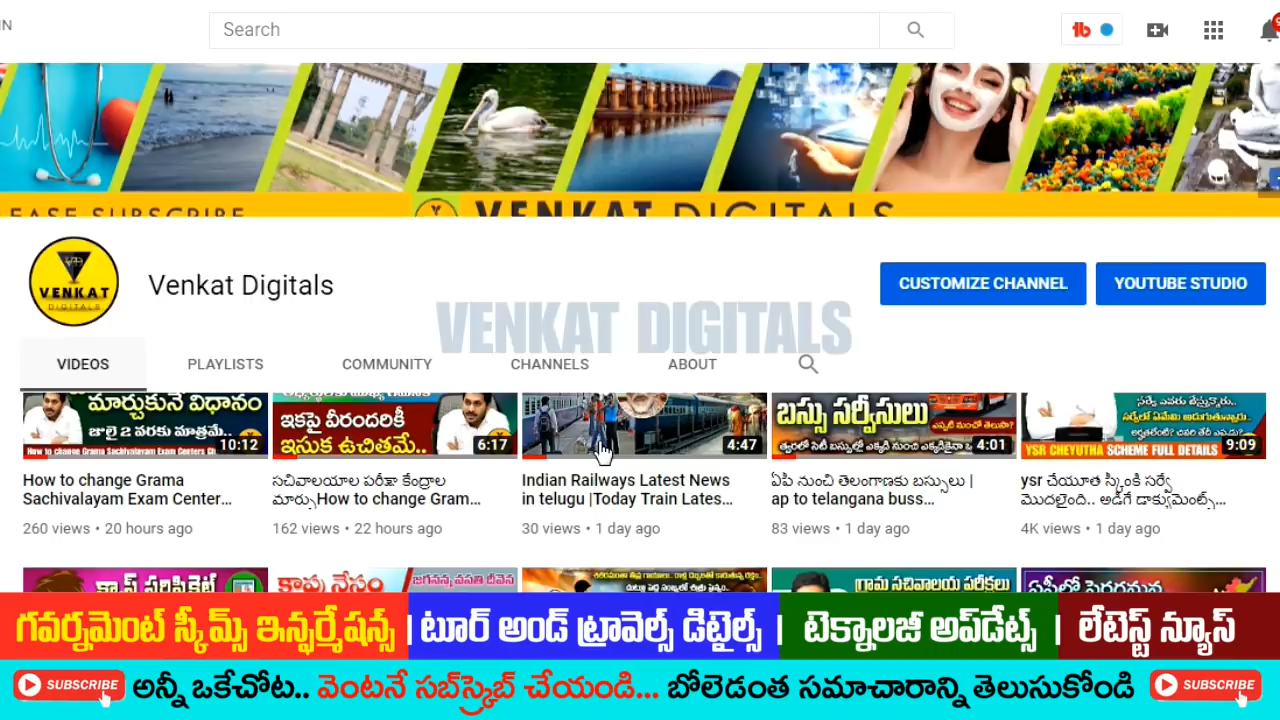 IN
Search
EASE SUBSCRIBE
VENKAT DIGITALS
VENKAT
DIGITALS
Venkat Digitals
CUSTOMIZE CHANNEL
YOUTUBE STUDIO
VENKAT DIGITALS
VIDEOS
PLAYLISTS
COMMUNITY
CHANNELS
ABOUT
మార్చుకునే విధానం
జులై 2 వరకు మాత్రమే..
10:12
ఇకపై వీరందరికీ
ఇసుక ఉచితమే..
6:17
4:47
బస్సు సర్వీసులు
4:01
YSR CHEYUTHA SCHEME FULL DETAILS
9:09
How to change Grama
Sachivalayam Exam Center...
260 views • 20 hours ago
సచివాలయాల పరీక్షా కేంద్రాల
మార్పు|How to change Gram...
162 views • 22 hours ago
Indian Railways Latest News
in telugu |Today Train Lates...
30 views • 1 day ago
ఏపి నుంచి తెలంగాణకు బస్సులు |
ap to telangana buss...
83 views • 1 day ago
ysr చేయూత స్కీంకి సర్వే
మొదలైంది.. అడిగే డాక్యుమెంట్స్...
4K views • 1 day ago
కాపు నేస్తం
జగనన్న వసతి దీవెన
గ్రామ సచివాలయ పరీక్షలు
గవర్నమెంట్ స్కీమ్స్ ఇన్ఫర్మేషన్స్ | టూర్ అండ్ ట్రావెల్స్ డిటైల్స్ | టెక్నాలజీ అప్‌డేట్స్ | లేటెస్ట్ న్యూస్
SUBSCRIBE అన్నీ ఒకేచోట.. వెంటనే సబ్‌స్క్రైబ్ చేయండి... బోలెడంత సమాచారాన్ని తెలుసుకోండి SUBSCRIBE